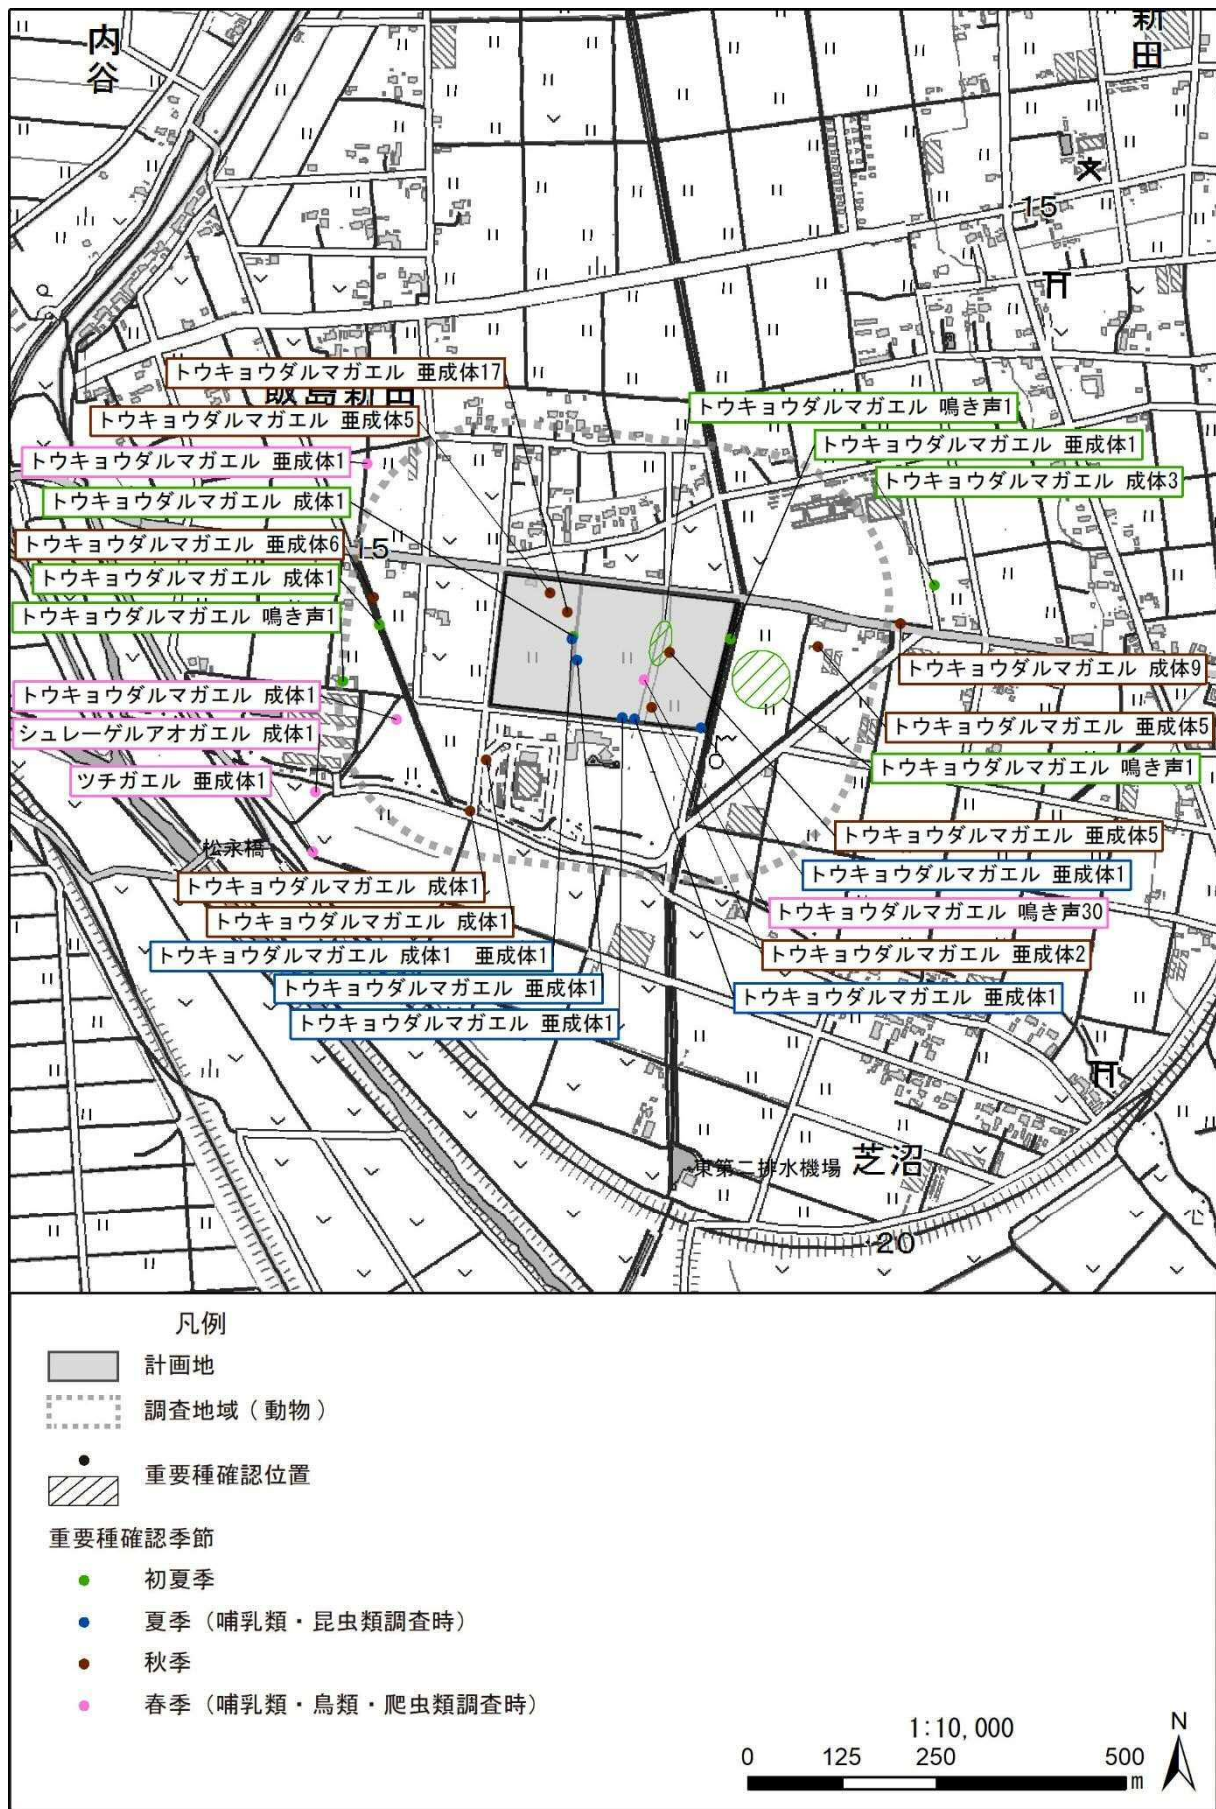 内谷
新田
15
トウキョウダルマガエル 亜成体17
飯島新田
トウキョウダルマガエル 亜成体5
トウキョウダルマガエル 鳴き声1
トウキョウダルマガエル 亜成体1
トウキョウダルマガエル 亜成体1
トウキョウダルマガエル 成体3
トウキョウダルマガエル 成体1
トウキョウダルマガエル 亜成体6
15
トウキョウダルマガエル 成体1
トウキョウダルマガエル 鳴き声1
トウキョウダルマガエル 成体9
トウキョウダルマガエル 成体1
トウキョウダルマガエル 亜成体5
シュレーゲルアオガエル 成体1
トウキョウダルマガエル 鳴き声1
ツチガエル 亜成体1
トウキョウダルマガエル 亜成体5
松永橋
トウキョウダルマガエル 亜成体1
トウキョウダルマガエル 成体1
トウキョウダルマガエル 鳴き声30
トウキョウダルマガエル 成体1
トウキョウダルマガエル 亜成体2
トウキョウダルマガエル 成体1 亜成体1
トウキョウダルマガエル 亜成体1
トウキョウダルマガエル 亜成体1
トウキョウダルマガエル 亜成体1
東第二排水機場
芝沼
20
凡例
計画地
調査地域（動物）
重要種確認位置
重要種確認季節
初夏季
夏季（哺乳類・昆虫類調査時）
秋季
春季（哺乳類・鳥類・爬虫類調査時）
1:10,000
N
0 125 250 500
m